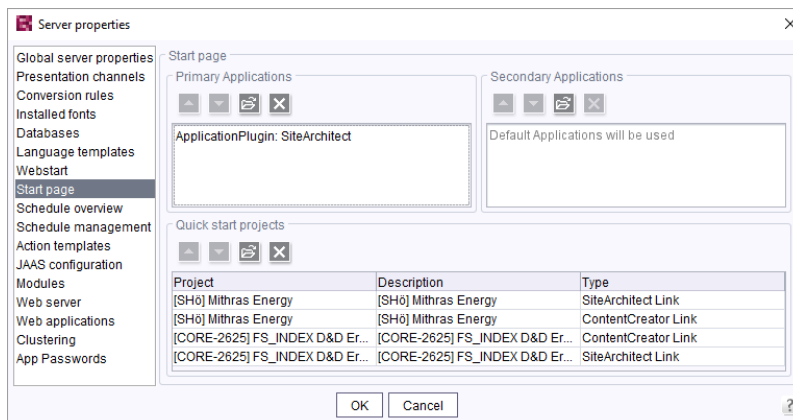 Server properties
Global server properties
Presentation channels
Conversion rules
Installed fonts
Databases
Language templates
Webstart
Start page
Schedule overview
Schedule management
Action templates
JAAS configuration
Modules
Web server
Web applications
Clustering
App Passwords
Start page
Primary Applications
ApplicationPlugin: SiteArchitect
Secondary Applications
Default Applications will be used
Quick start projects
Project Description Type
[SHö] Mithras Energy [SHö] Mithras Energy SiteArchitect Link
[SHö] Mithras Energy [SHö] Mithras Energy ContentCreator Link
[CORE-2625] FS_INDEX D&D Er... [CORE-2625] FS_INDEX D&D Er... ContentCreator Link
[CORE-2625] FS_INDEX D&D Er... [CORE-2625] FS_INDEX D&D Er... SiteArchitect Link
OK Cancel
?